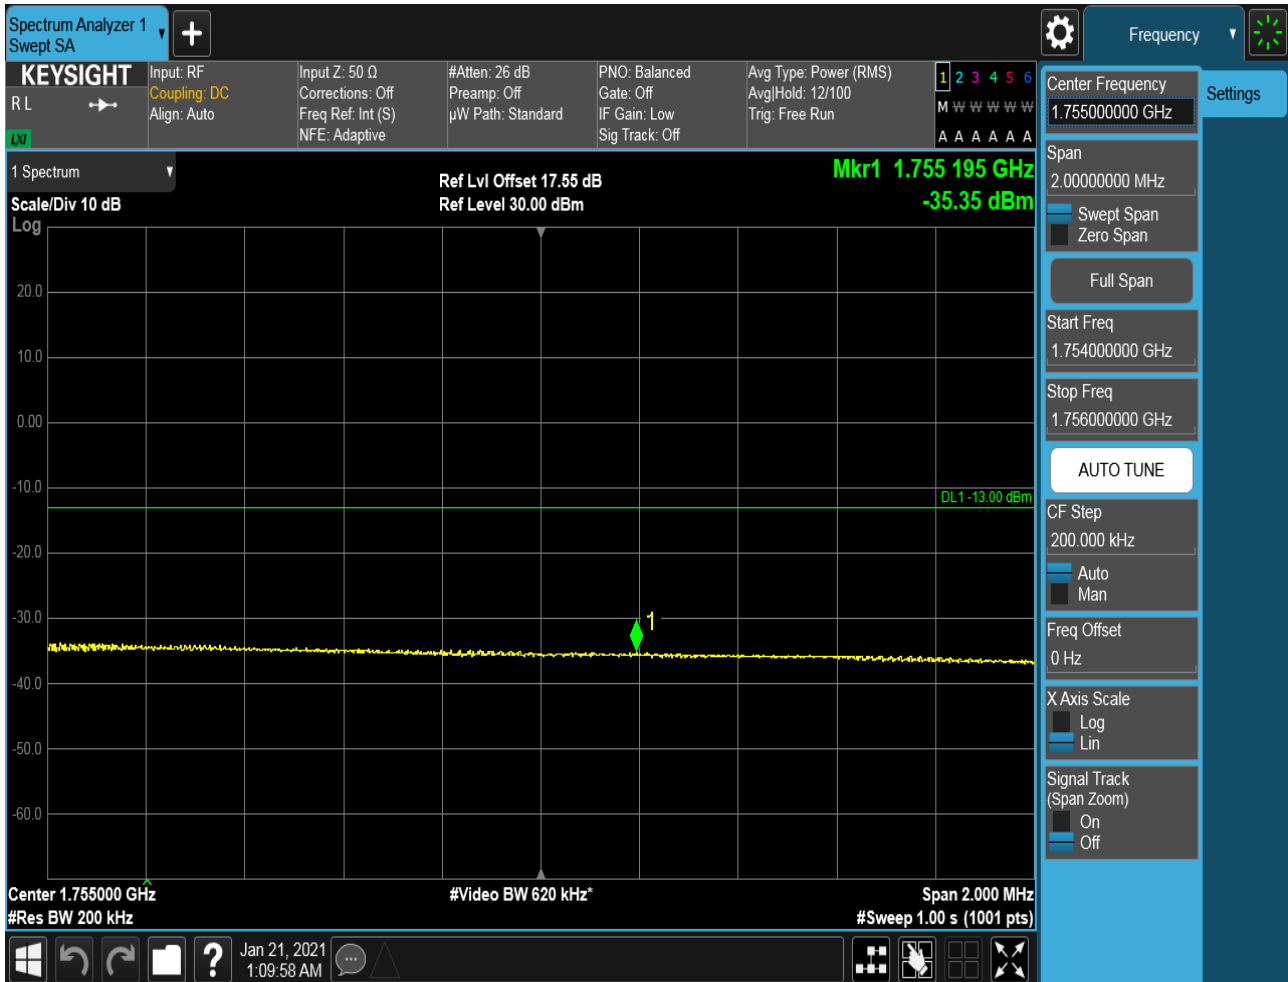 Spectrum Analyzer 1
Swept SA
Frequency
KEYSIGHT
R L
LXI
Input: RF
Coupling: DC
Align: Auto
Input Z: 50 Ω
Corrections: Off
Freq Ref: Int (S)
NFE: Adaptive
#Atten: 26 dB
Preamp: Off
µW Path: Standard
PNO: Balanced
Gate: Off
IF Gain: Low
Sig Track: Off
Avg Type: Power (RMS)
Avg|Hold: 12/100
Trig: Free Run
1 2 3 4 5 6
M W W W W W
A A A A A A
1 Spectrum
Scale/Div 10 dB
Log
Ref Lvl Offset 17.55 dB
Ref Level 30.00 dBm
Mkr1 1.755 195 GHz
-35.35 dBm
20.0
10.0
0.00
-10.0
DL1 -13.00 dBm
-20.0
-30.0
1
-40.0
-50.0
-60.0
Center 1.755000 GHz
#Video BW 620 kHz*
Span 2.000 MHz
#Res BW 200 kHz
#Sweep 1.00 s (1001 pts)
?
Jan 21, 2021
1:09:58 AM
Center Frequency
1.755000000 GHz
Settings
Span
2.00000000 MHz
Swept Span
Zero Span
Full Span
Start Freq
1.754000000 GHz
Stop Freq
1.756000000 GHz
AUTO TUNE
CF Step
200.000 kHz
Auto
Man
Freq Offset
0 Hz
X Axis Scale
Log
Lin
Signal Track
(Span Zoom)
On
Off